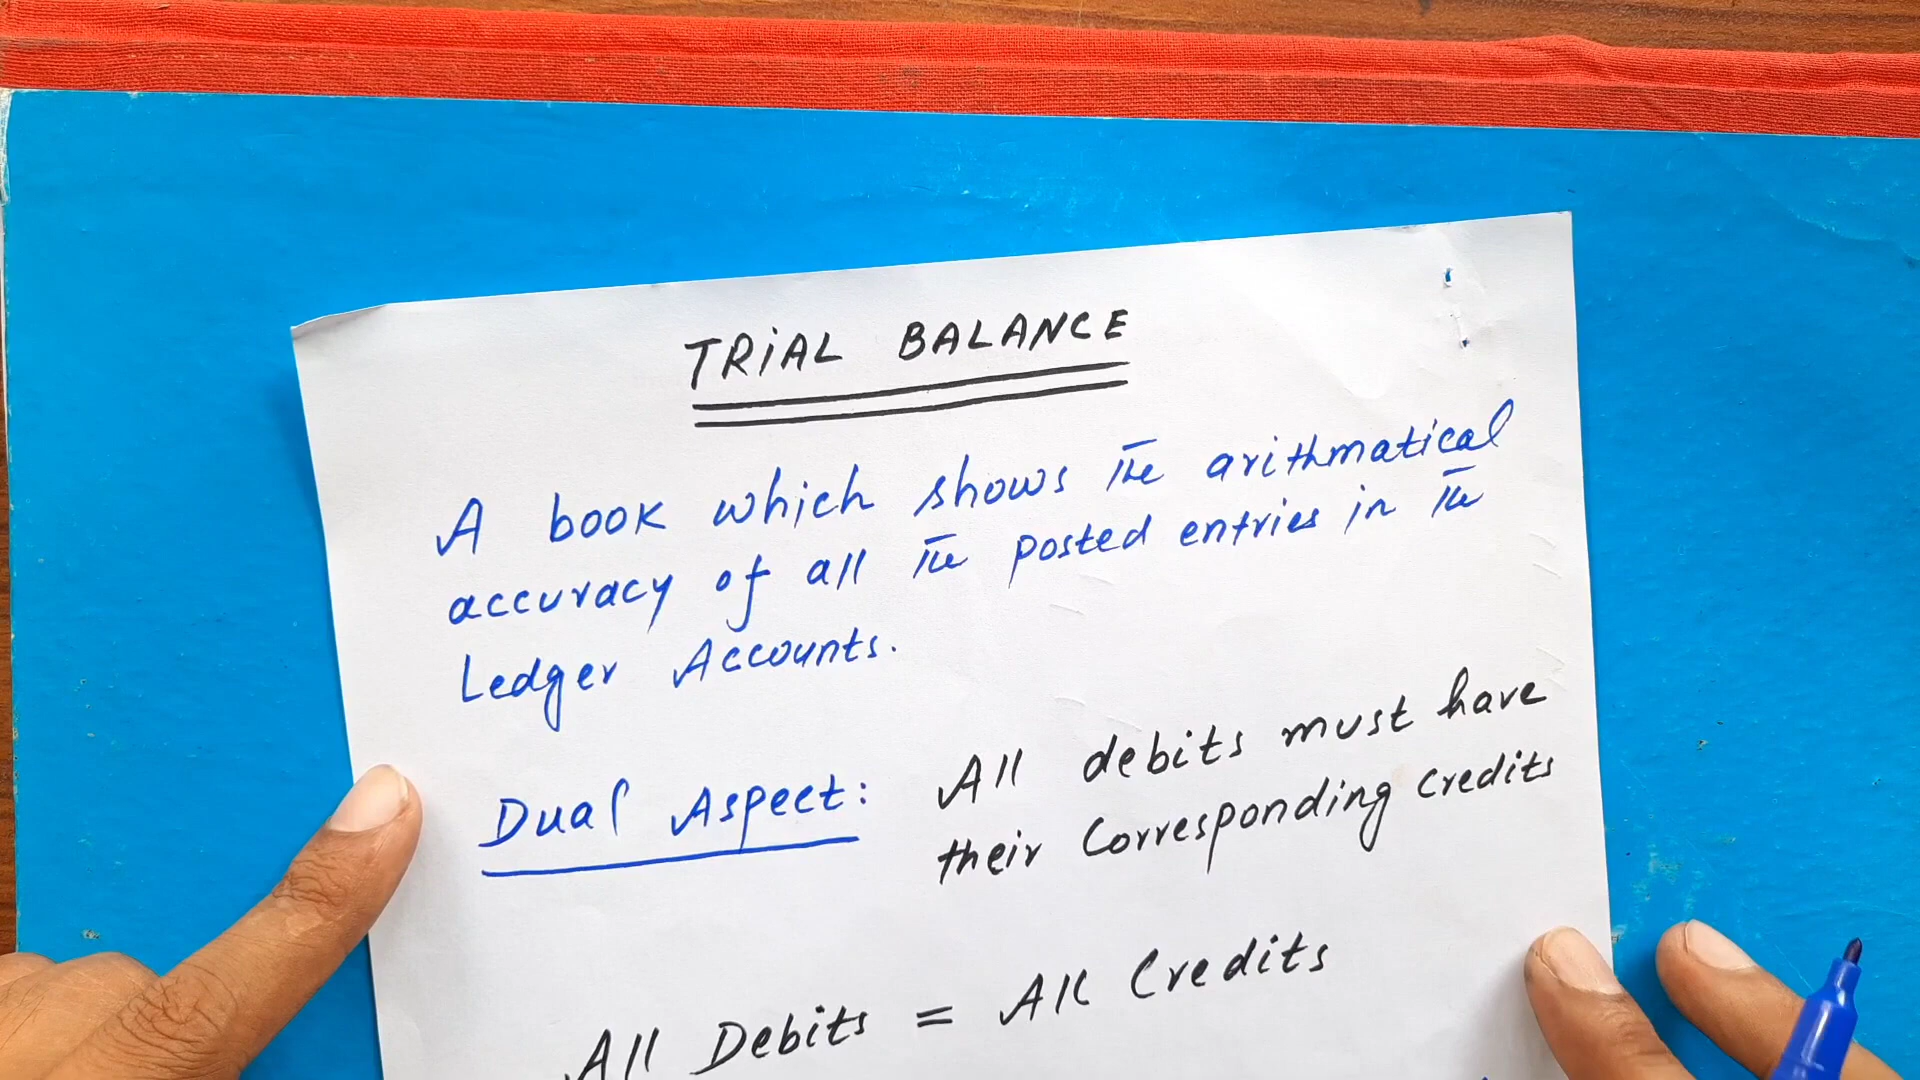 TRiAL BALANCE
A book which shows the arithmatical
accuracy of all the posted entries in the
Ledger Accounts.
Dual Aspect: All debits must have
their Corresponding Credits
All Debits = All Credits